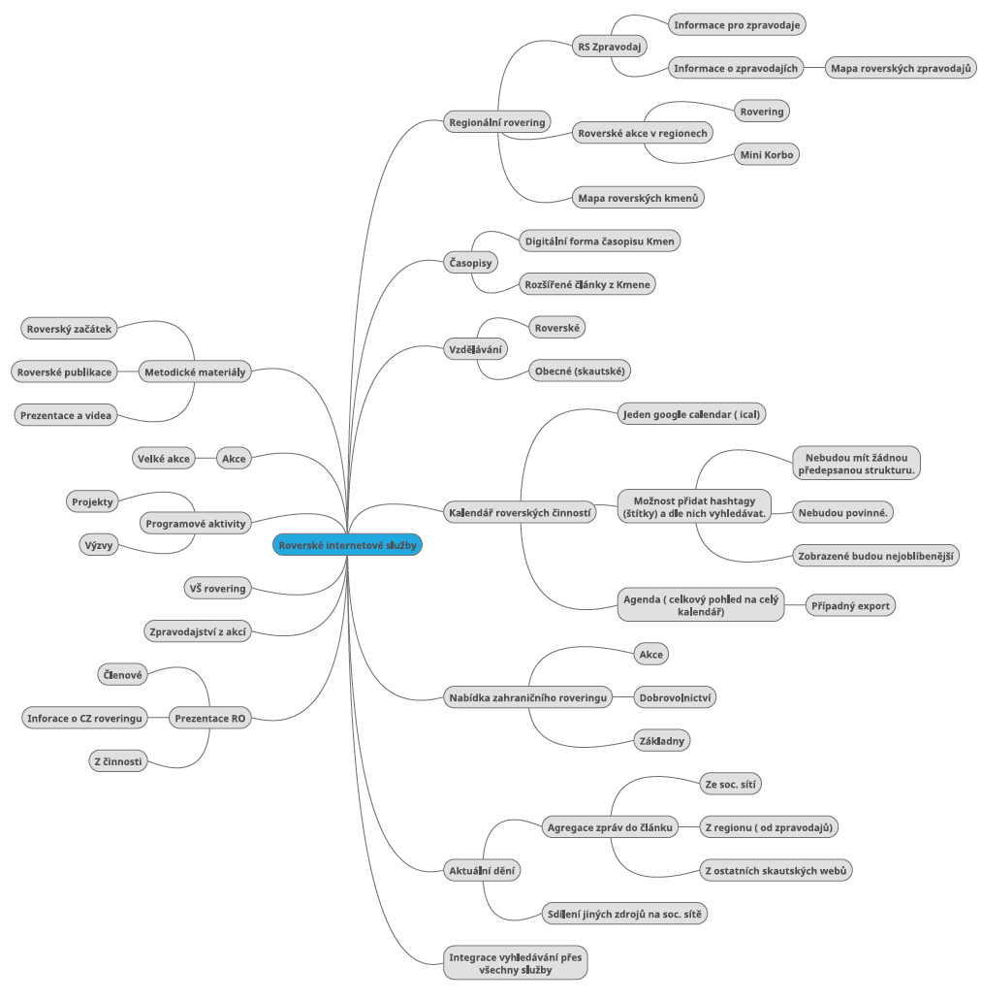 Informace pro zpravodaje
RS Zpravodaj
Informace o zpravodajích
Mapa roverských zpravodajů
Regionální rovering
Rovering
Roverské akce v regionech
Mini Korbo
Mapa roverských kmenů
Digitální forma časopisu Kmen
Časopisy
Rozšířené články z Kmene
Roverské
Vzdělávání
Obecné (skautské)
Jeden google calendar ( ical)
Nebudou mít žádnou
předepsanou strukturu.
Kalendář roverských činností
Možnost přidat hashtagy
(štítky) a dle nich vyhledávat.
Nebudou povinné.
Zobrazené budou nejoblíbenější
Agenda ( celkový pohled na celý
kalendář)
Případný export
Akce
Nabídka zahraničního roveringu
Dobrovolnictví
Základny
Ze soc. sítí
Agregace zpráv do článku
Z regionu ( od zpravodajů)
Z ostatních skautských webů
Aktuální dění
Sdílení jiných zdrojů na soc. sítě
Integrace vyhledávání přes
všechny služby
Roverské internetové služby
Roverský začátek
Roverské publikace
Metodické materiály
Prezentace a videa
Velké akce
Akce
Projekty
Programové aktivity
Výzvy
VŠ rovering
Zpravodajství z akcí
Členové
Inforace o CZ roveringu
Prezentace RO
Z činnosti